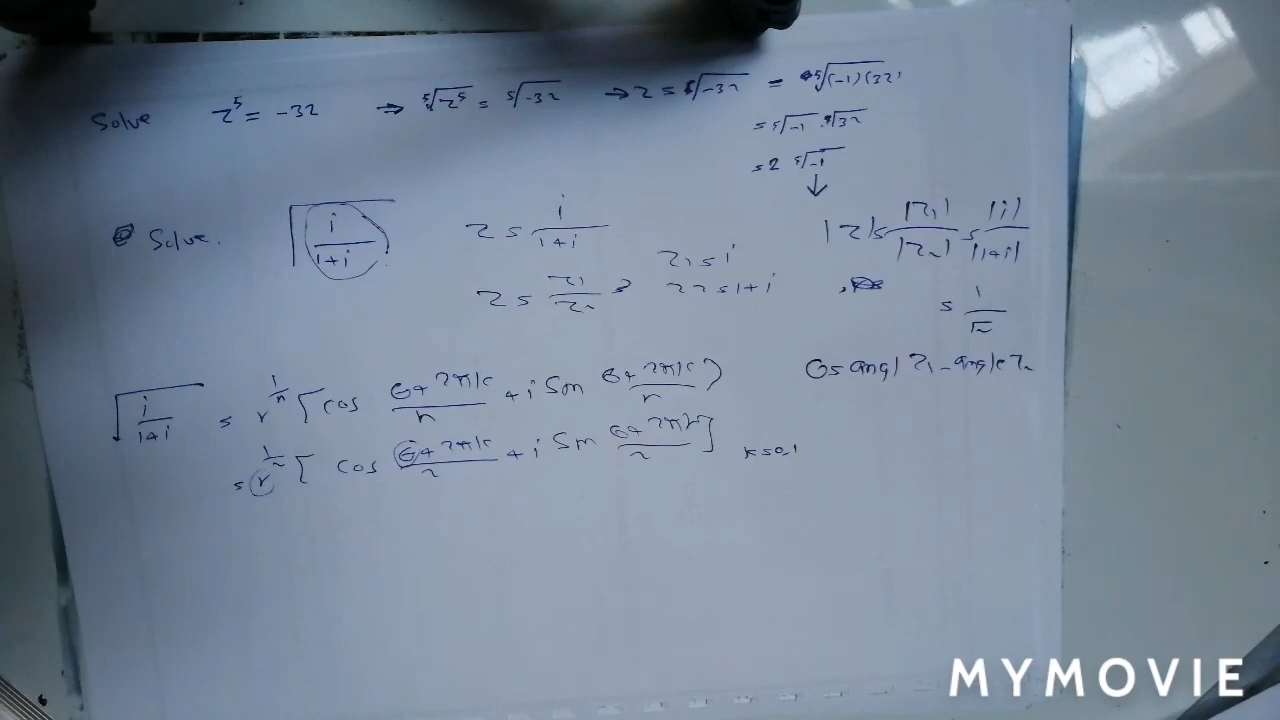 Solve z⁵ = -32 → ⁵√z⁵ = ⁵√-32 → z = ⁵√-32 = ⁵√(-1)(32)
= ⁵√-1 . ⁵√32
= 2 ⁵√-1
Solve. √(i/(1+i)) z = i/(1+i) |z| = |z₁|/|z₂| = |i|/|1+i|
z = z₁/z₂ , z₁ = i
z₂ = 1+i
= 1/√2
θ = angl z₁ - angle z₂
√(i/(1+i)) = r^(1/n) [cos (θ+2πk)/n + i Sin (θ+2πk)/n)
= r^(1/2) [cos (θ+2πk)/2 + i Sin (θ+2πk)/2] k=0,1
MYMOVIE